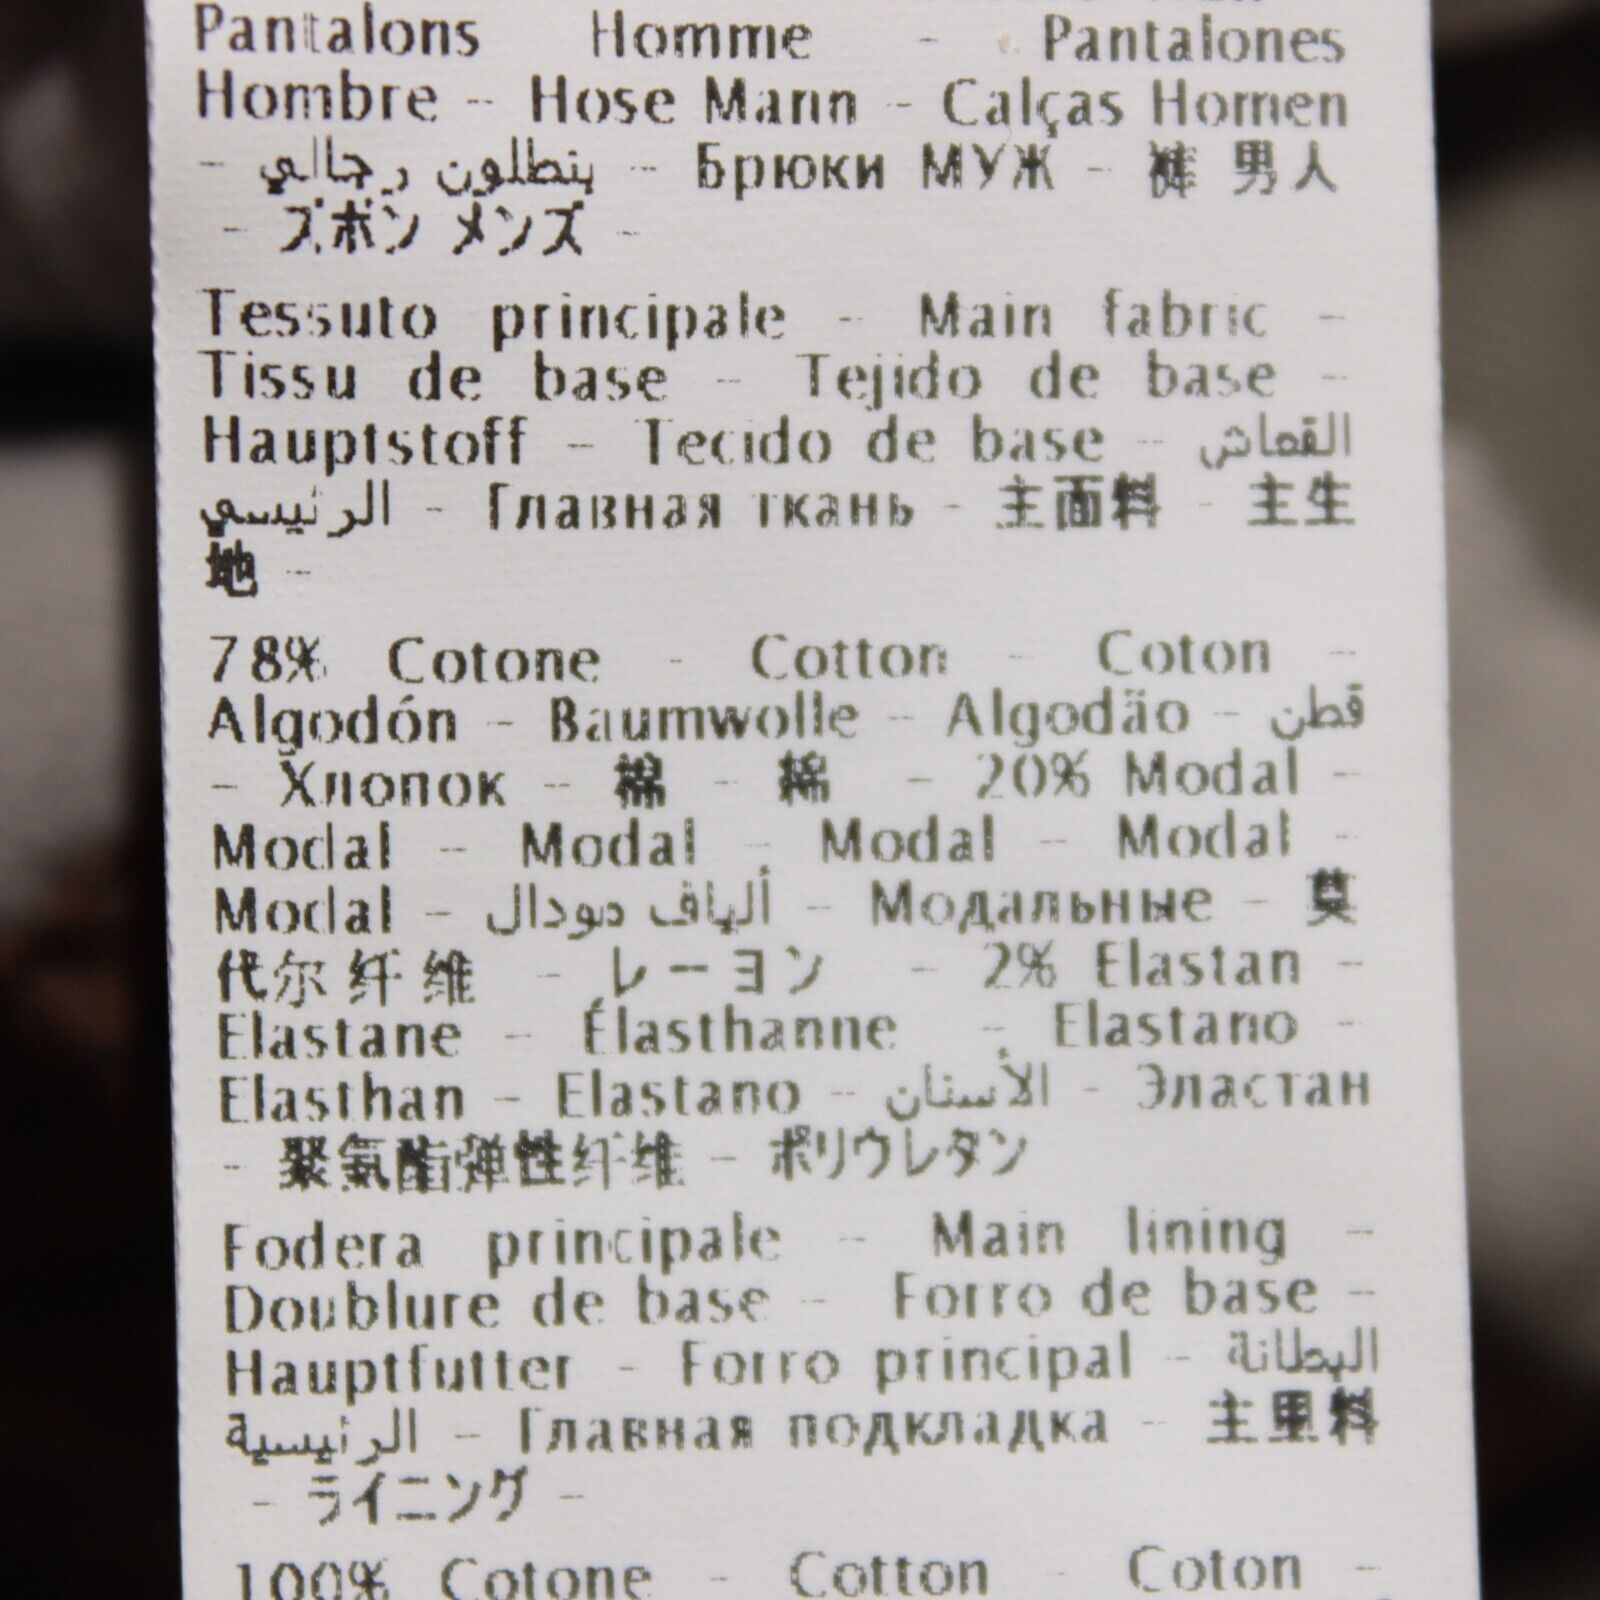 Pantalons Homme - Pantalones
Hombre - Hose Mann - Calças Homen
- بنطلون رجالي - Брюки МУЖ - 裤 男人
- ズボン メンズ -
Tessuto principale - Main fabric -
Tissu de base - Tejido de base -
Hauptstoff - Tecido de base - القماش
الرئيسي - Главная ткань - 主面料 - 主生
地 -
78% Cotone - Cotton - Coton -
Algodón - Baumwolle - Algodão - قطن
- Хлопок - 棉 - 綿 - 20% Modal -
Modal - Modal - Modal - Modal -
Modal - ألياف مودال - Модальные - 莫
代尔纤维 - レーヨン - 2% Elastan -
Elastane - Élasthanne - Elastano -
Elasthan - Elastano - الأستان - Эластан
- 聚氨酯弹性纤维 - ポリウレタン
Fodera principale - Main lining -
Doublure de base - Forro de base -
Hauptfutter - Forro principal - البطانة
الرئيسية - Главная подкладка - 主里料
- ライニング -
100% Cotone - Cotton - Coton -